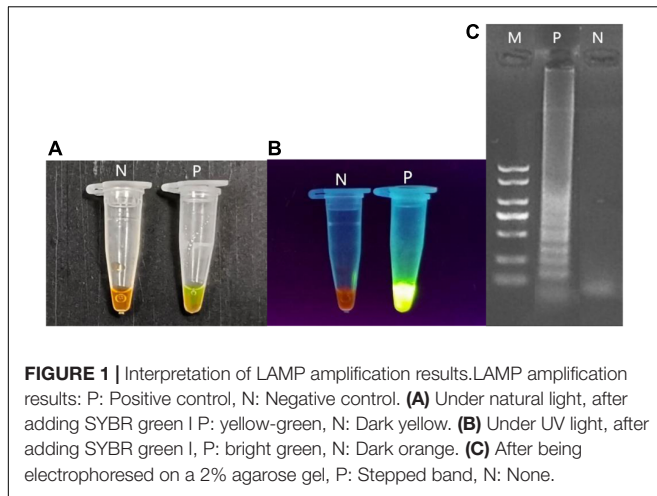 C
M P N
A
B
N P
N P
FIGURE 1 | Interpretation of LAMP amplification results.LAMP amplification
results: P: Positive control, N: Negative control. (A) Under natural light, after
adding SYBR green I P: yellow-green, N: Dark yellow. (B) Under UV light, after
adding SYBR green I, P: bright green, N: Dark orange. (C) After being
electrophoresed on a 2% agarose gel, P: Stepped band, N: None.